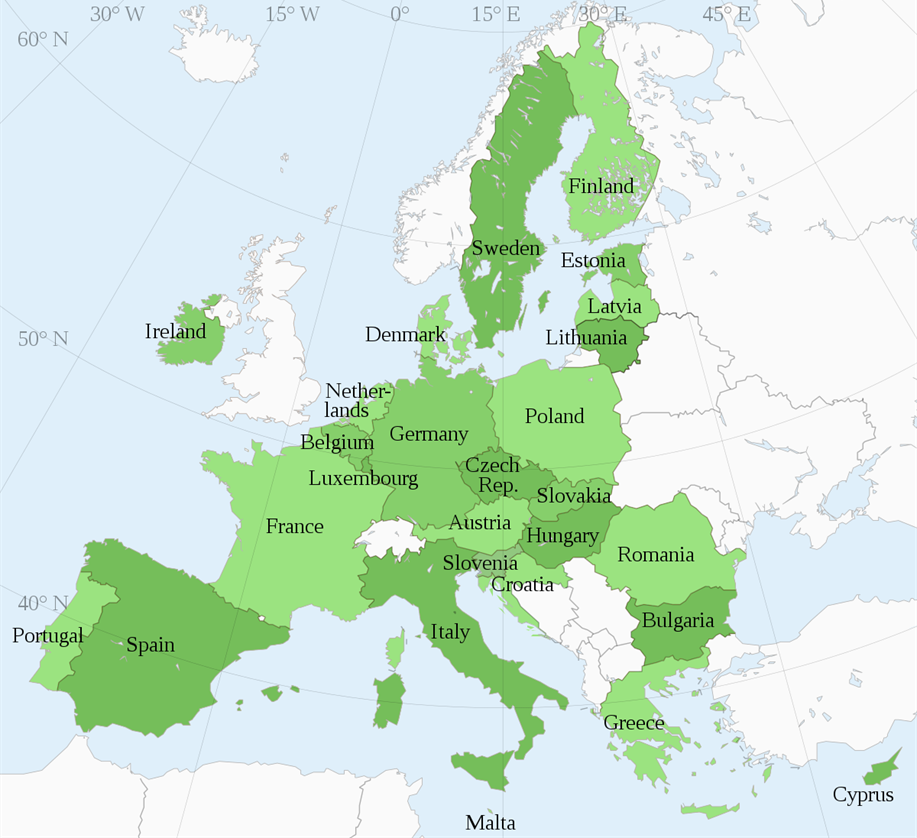 30° W
15° W
0°
15° E
30° E
45° E
60° N
Finland
Sweden
Estonia
Latvia
Ireland
Denmark
Lithuania
50° N
Nether-
lands
Poland
Belgium
Germany
Czech
Rep.
Luxembourg
Slovakia
France
Austria
Hungary
Romania
Slovenia
Croatia
40° N
Portugal
Spain
Italy
Bulgaria
Greece
Cyprus
Malta